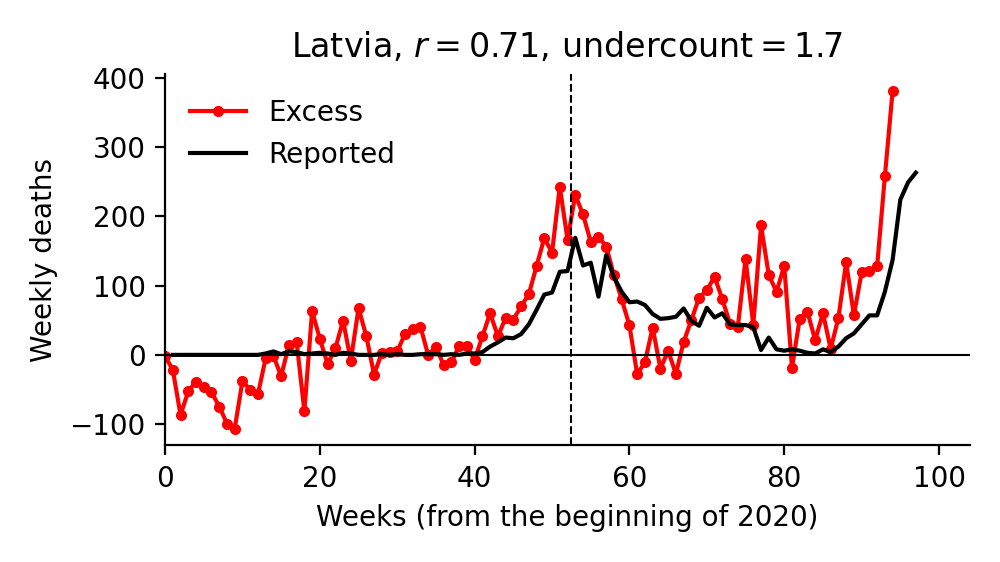 Latvia, r = 0.71, undercount = 1.7
400
300
200
100
0
−100
Weekly deaths
Excess
Reported
0 20 40 60 80 100
Weeks (from the beginning of 2020)